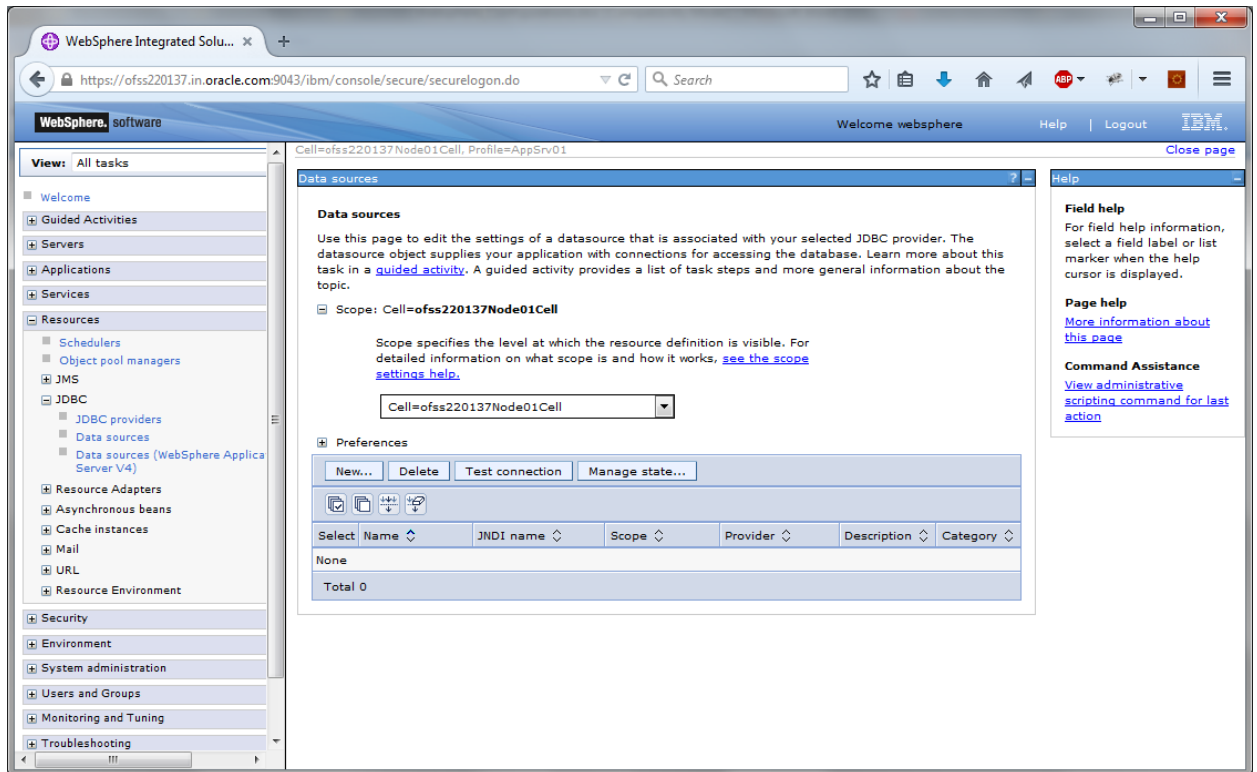 WebSphere Integrated Solu...
https://ofss220137.in.oracle.com:9043/ibm/console/secure/securelogon.do
Search
ABP
WebSphere. software
Welcome websphere
Help | Logout
IBM.
View: All tasks
Welcome
Guided Activities
Servers
Applications
Services
Resources
Schedulers
Object pool managers
JMS
JDBC
JDBC providers
Data sources
Data sources (WebSphere Applica
Server V4)
Resource Adapters
Asynchronous beans
Cache instances
Mail
URL
Resource Environment
Security
Environment
System administration
Users and Groups
Monitoring and Tuning
Troubleshooting
Cell=ofss220137Node01Cell, Profile=AppSrv01
Close page
Data sources
?
Data sources
Use this page to edit the settings of a datasource that is associated with your selected JDBC provider. The
datasource object supplies your application with connections for accessing the database. Learn more about this
task in a guided activity. A guided activity provides a list of task steps and more general information about the
topic.
Scope: Cell=ofss220137Node01Cell
Scope specifies the level at which the resource definition is visible. For
detailed information on what scope is and how it works, see the scope
settings help.
Cell=ofss220137Node01Cell
Preferences
New... Delete Test connection Manage state...
Select Name JNDI name Scope Provider Description Category
None
Total 0
Help
Field help
For field help information,
select a field label or list
marker when the help
cursor is displayed.
Page help
More information about
this page
Command Assistance
View administrative
scripting command for last
action